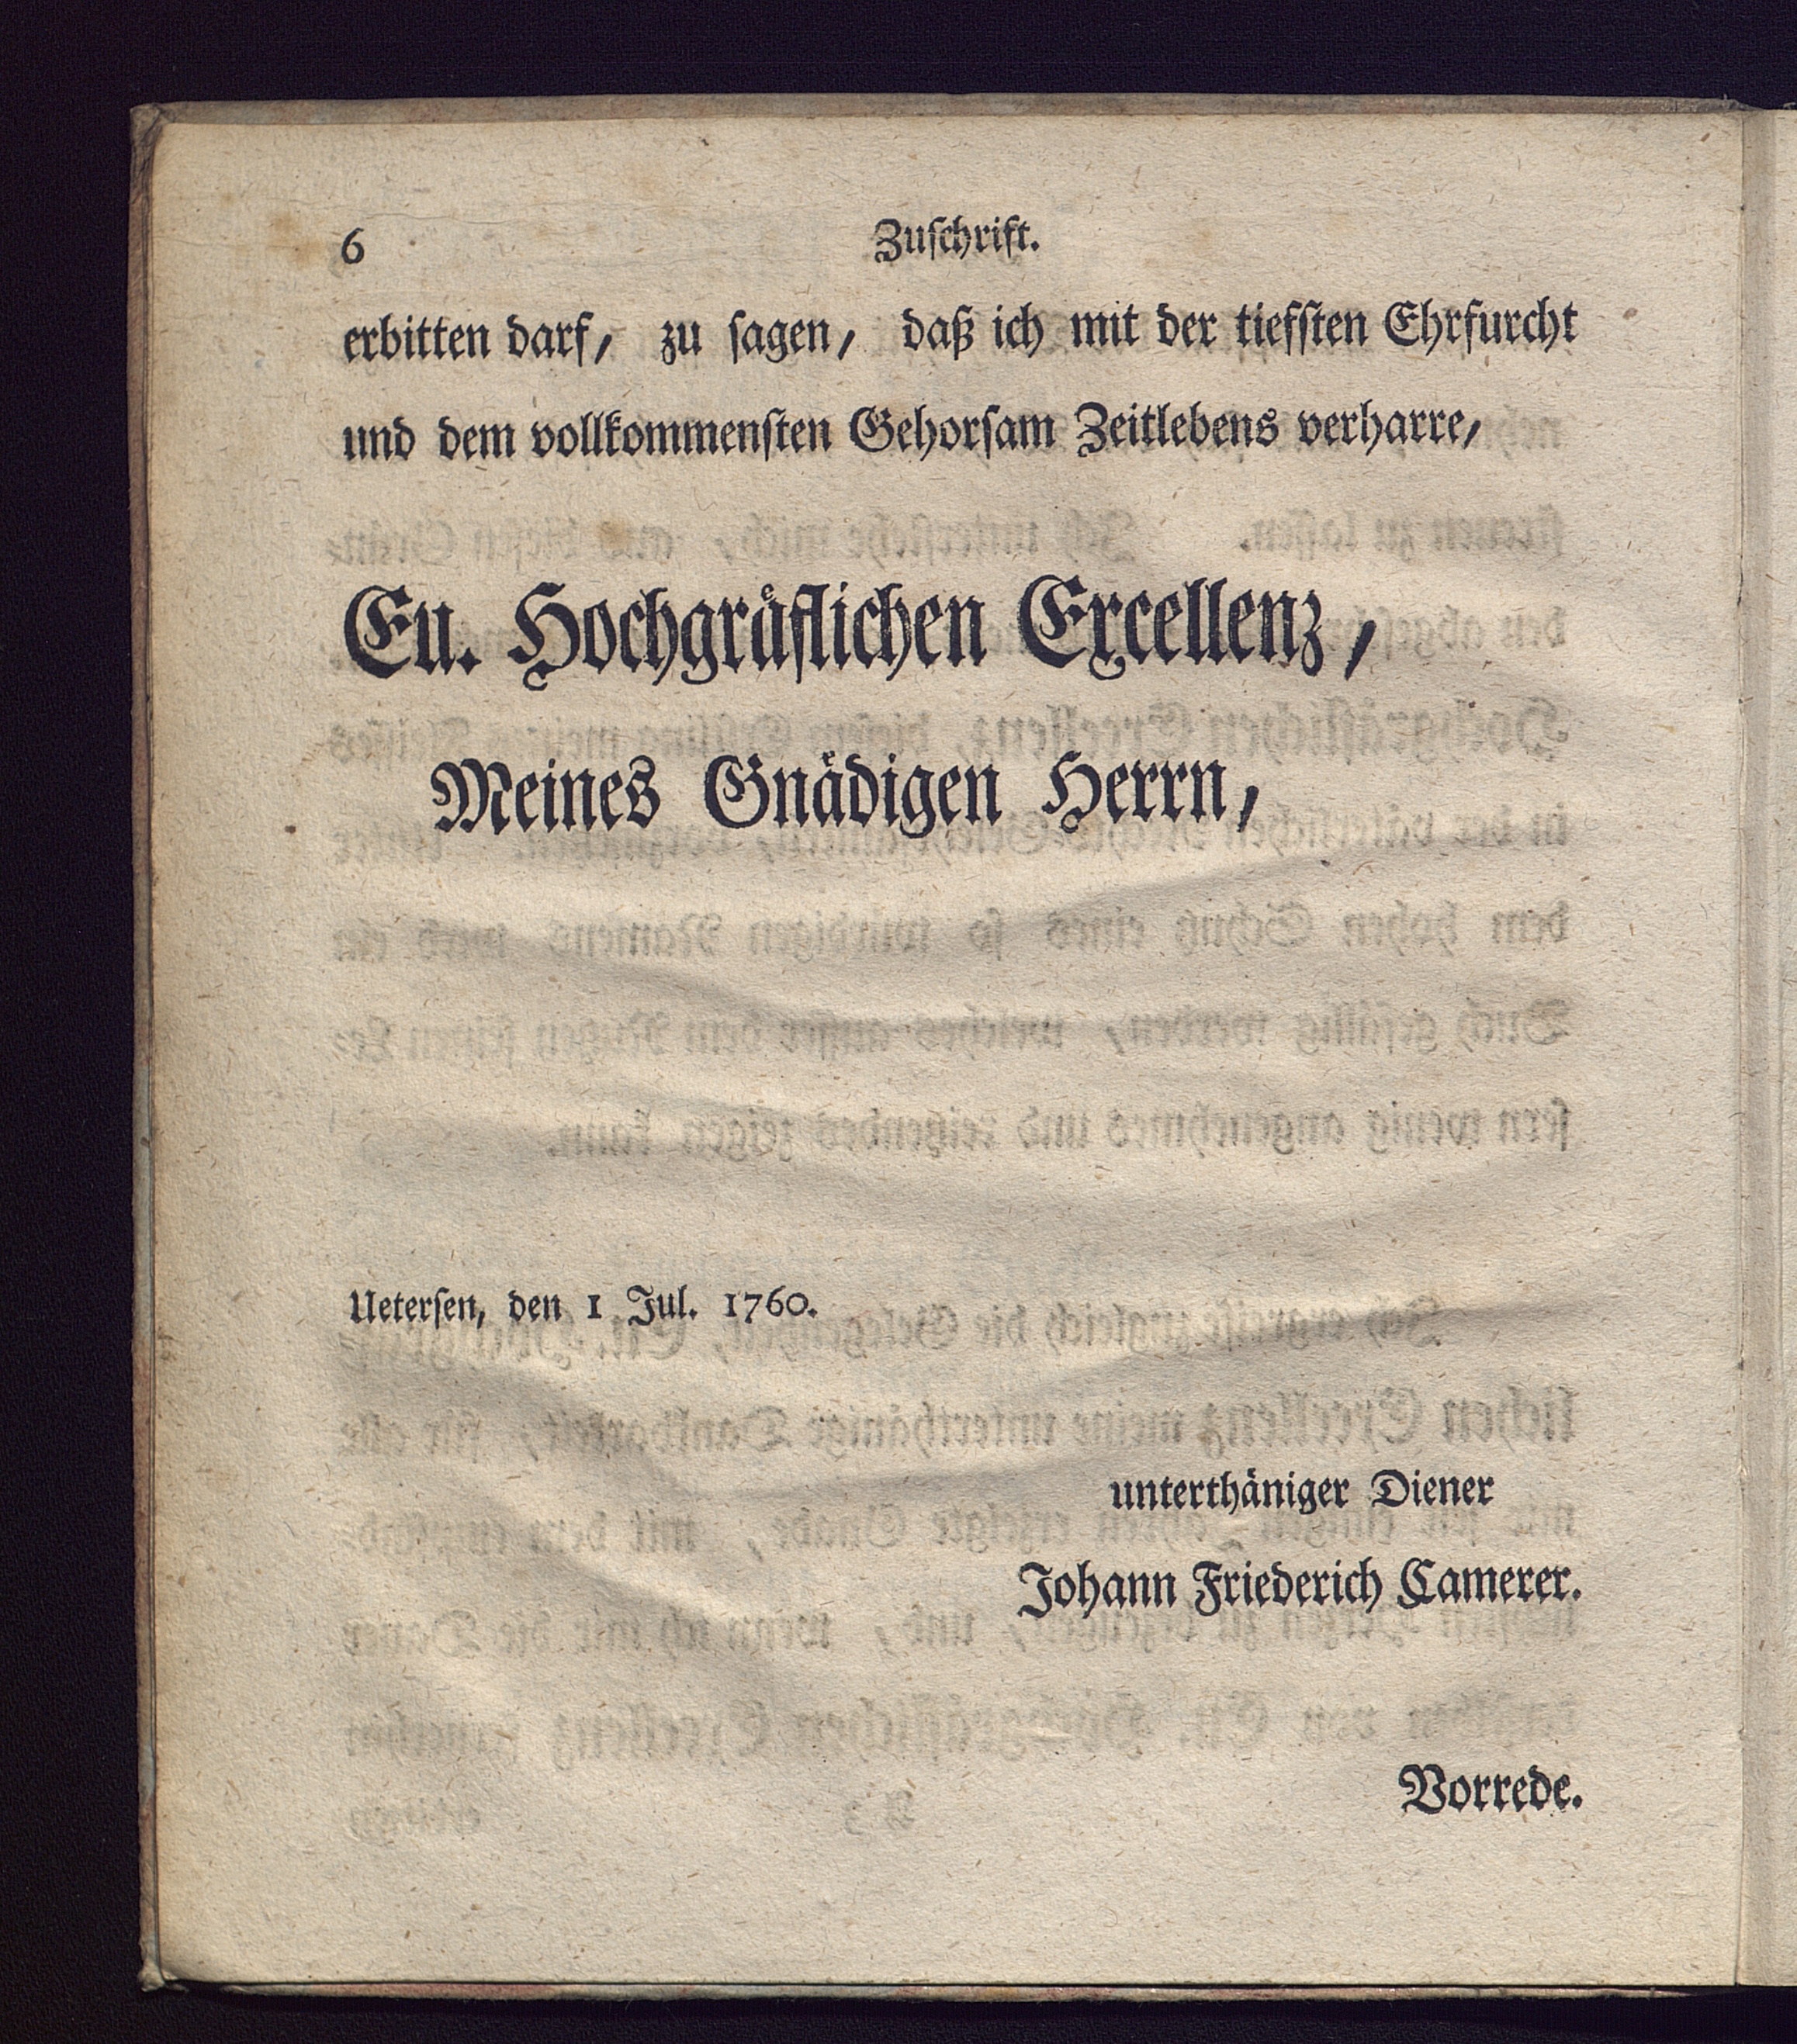 6 Zuſchrift.
erbitten darf, zu ſagen, daß ich mit der tiefſten Ehrfurcht
und dem vollkommenſten Gehorſam Zeitlebens verharre,
Eu. Hochgräflichen Excellenz,
Meines Gnädigen Herrn,
Ueterſen, den 1 Jul. 1760.
unterthäniger Diener
Johann Friederich Camerer.
Vorrede.